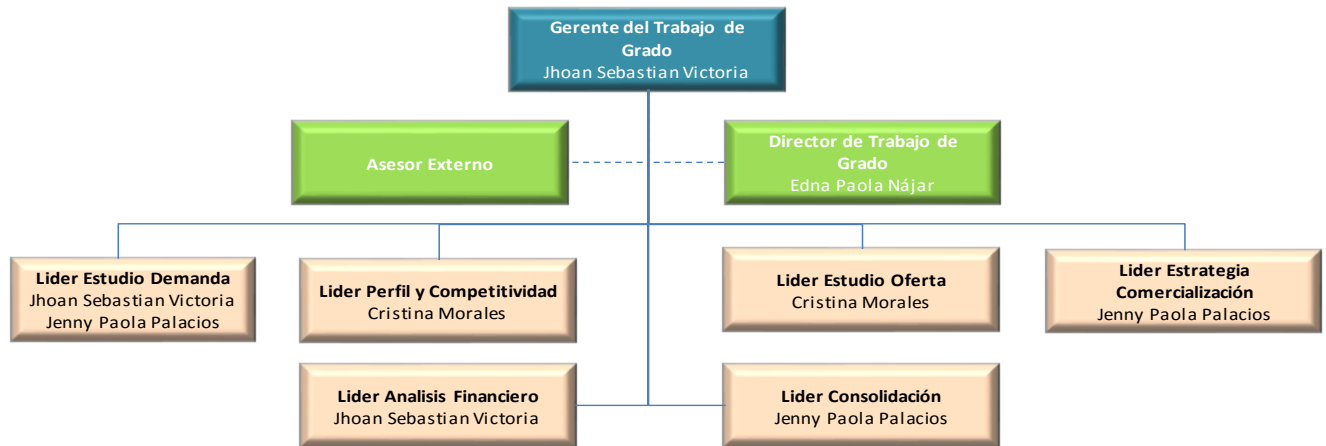 Gerente del Trabajo de
Grado
Jhoan Sebastian Victoria
Asesor Externo
Director de Trabajo de
Grado
Edna Paola Nájar
Lider Estudio Demanda
Jhoan Sebastian Victoria
Jenny Paola Palacios
Lider Perfil y Competitividad
Cristina Morales
Lider Estudio Oferta
Cristina Morales
Lider Estrategia
Comercialización
Jenny Paola Palacios
Lider Analisis Financiero
Jhoan Sebastian Victoria
Lider Consolidación
Jenny Paola Palacios